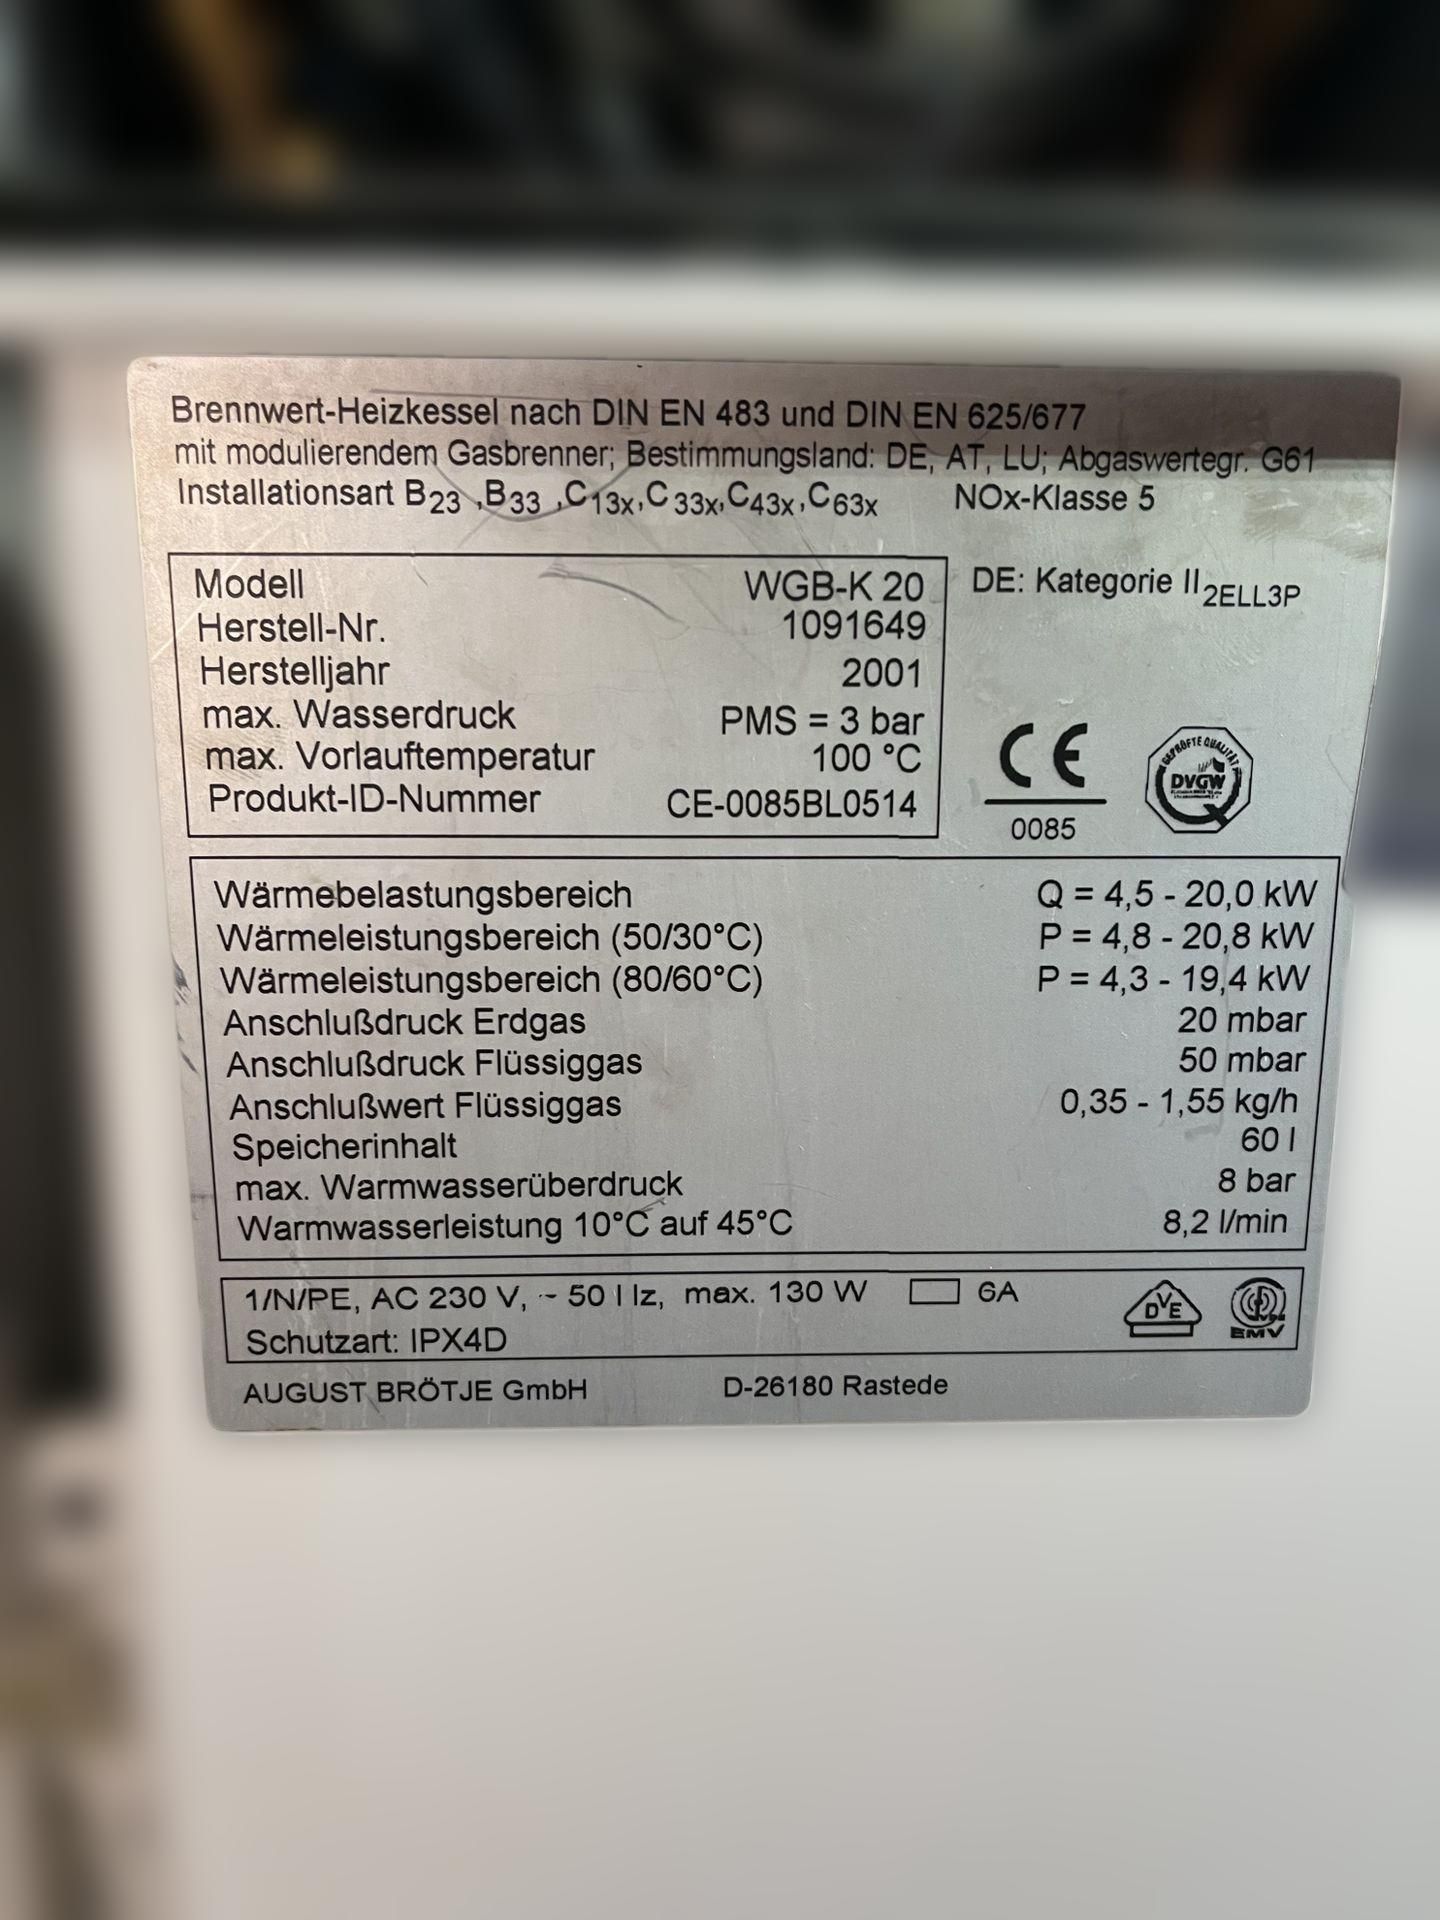 Brennwert-Heizkessel nach DIN EN 483 und DIN EN 625/677
mit modulierendem Gasbrenner; Bestimmungsland: DE, AT, LU; Abgaswertegr. G61
Installationsart B23 ,B33 ,C13x,C33x,C43x,C63x NOx-Klasse 5
Modell WGB-K 20
Herstell-Nr. 1091649
Herstelljahr 2001
max. Wasserdruck PMS = 3 bar
max. Vorlauftemperatur 100 °C
Produkt-ID-Nummer CE-0085BL0514
DE: Kategorie II2ELL3P
CE
0085
GEPRÜFTE QUALITÄT
DVGW
Wärmebelastungsbereich Q = 4,5 - 20,0 kW
Wärmeleistungsbereich (50/30°C) P = 4,8 - 20,8 kW
Wärmeleistungsbereich (80/60°C) P = 4,3 - 19,4 kW
Anschlußdruck Erdgas 20 mbar
Anschlußdruck Flüssiggas 50 mbar
Anschlußwert Flüssiggas 0,35 - 1,55 kg/h
Speicherinhalt 60 l
max. Warmwasserüberdruck 8 bar
Warmwasserleistung 10°C auf 45°C 8,2 l/min
1/N/PE, AC 230 V, ~ 50 Hz, max. 130 W 6A
Schutzart: IPX4D
DVE
VDE
EMV
AUGUST BRÖTJE GmbH D-26180 Rastede